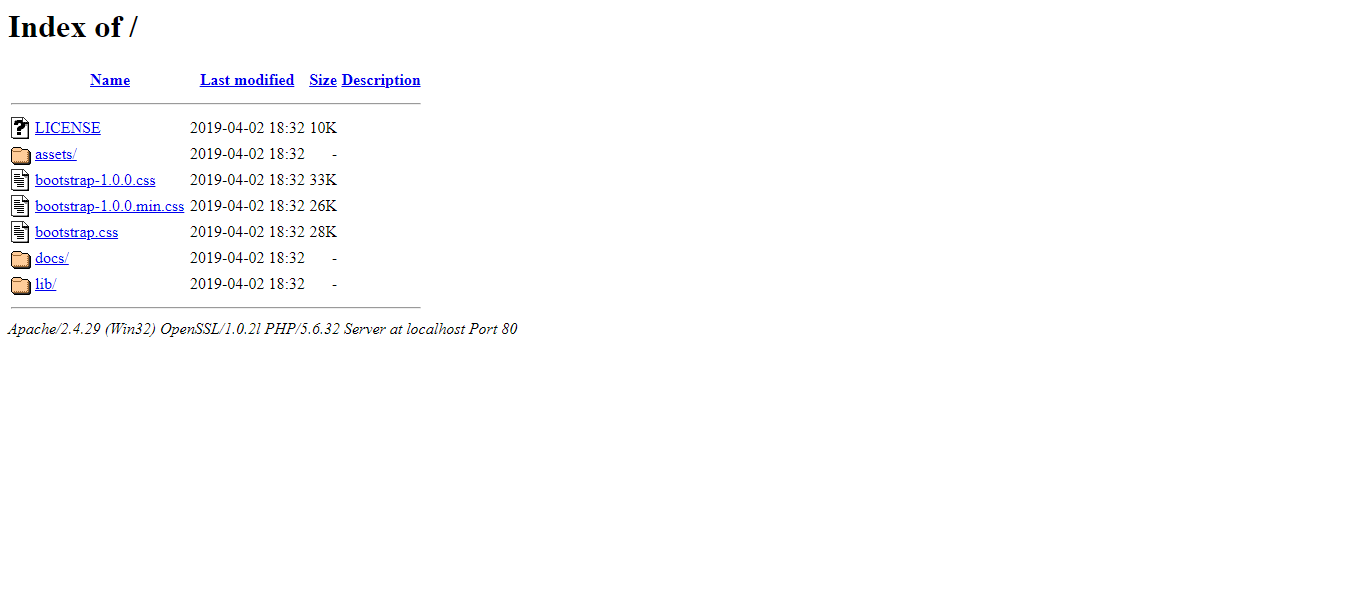 Index of /
Name Last modified Size Description
LICENSE 2019-04-02 18:32 10K
assets/ 2019-04-02 18:32 -
bootstrap-1.0.0.css 2019-04-02 18:32 33K
bootstrap-1.0.0.min.css 2019-04-02 18:32 26K
bootstrap.css 2019-04-02 18:32 28K
docs/ 2019-04-02 18:32 -
lib/ 2019-04-02 18:32 -
Apache/2.4.29 (Win32) OpenSSL/1.0.2l PHP/5.6.32 Server at localhost Port 80